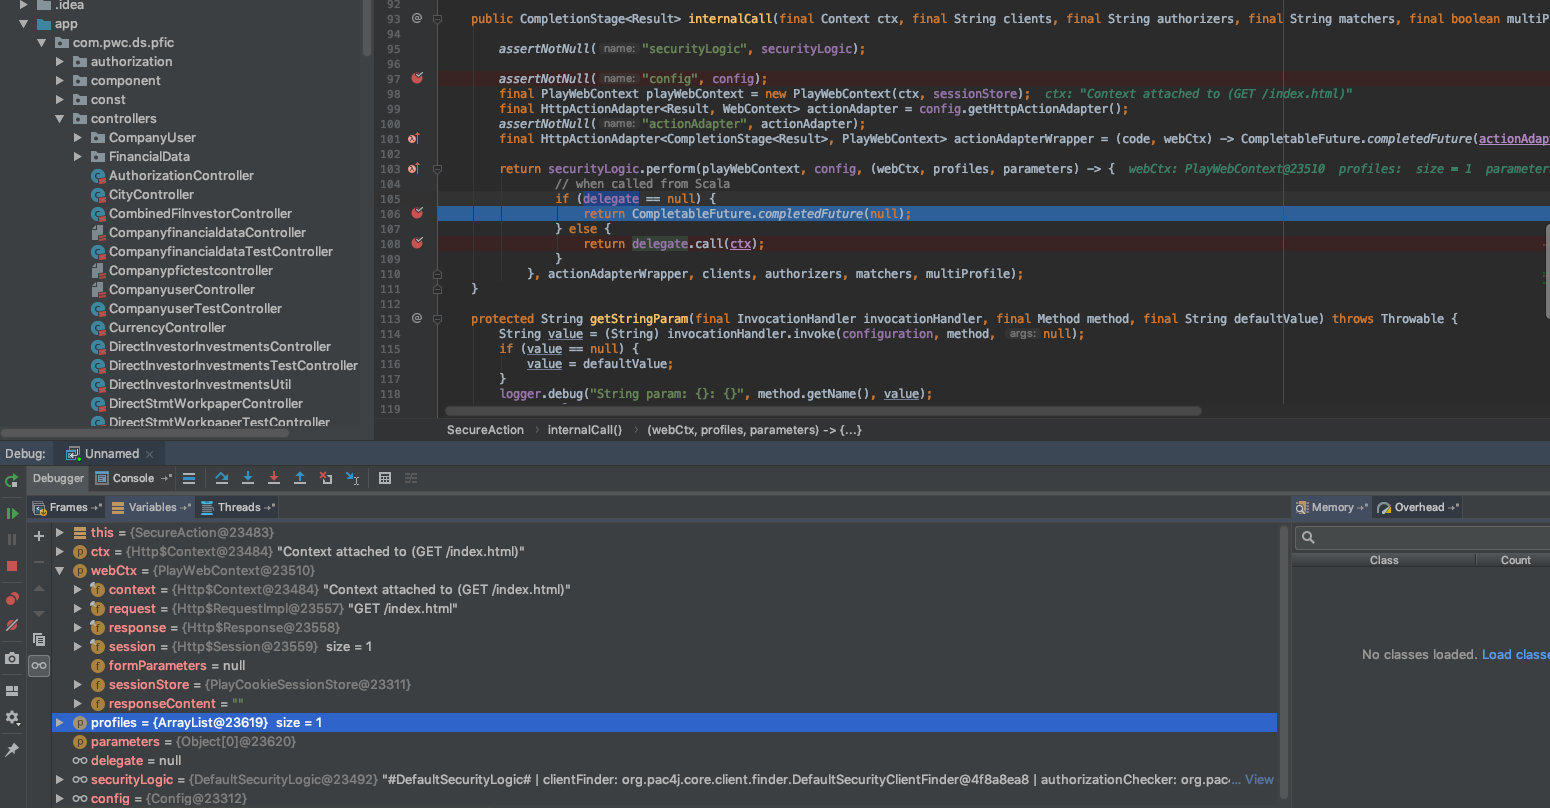 .idea
app
com.pwc.ds.pfic
authorization
component
const
controllers
CompanyUser
FinancialData
AuthorizationController
CityController
CombinedFilnvestorController
CompanyfinancialdataController
CompanyfinancialdataTestController
Companypfictestcontroller
CompanyuserController
CompanyuserTestController
CurrencyController
DirectInvestorInvestmentsController
DirectInvestorInvestmentsTestController
DirectInvestorInvestmentsUtil
DirectStmtWorkpaperController
DirectStmtWorkpaperTestController
92
93 @ public CompletionStage<Result> internalCall(final Context ctx, final String clients, final String authorizers, final String matchers, final boolean multiP
94
95 assertNotNull( name: "securityLogic", securityLogic);
96
97 assertNotNull( name: "config", config);
98 final PlayWebContext playWebContext = new PlayWebContext(ctx, sessionStore); ctx: "Context attached to (GET /index.html)"
99 final HttpActionAdapter<Result, WebContext> actionAdapter = config.getHttpActionAdapter();
100 assertNotNull( name: "actionAdapter", actionAdapter);
101 final HttpActionAdapter<CompletionStage<Result>, PlayWebContext> actionAdapterWrapper = (code, webCtx) -> CompletableFuture.completedFuture(actionAdap
102
103 return securityLogic.perform(playWebContext, config, (webCtx, profiles, parameters) -> { webCtx: PlayWebContext@23510 profiles: size = 1 parameter
104 // when called from Scala
105 if (delegate == null) {
106 return CompletableFuture.completedFuture(null);
107 } else {
108 return delegate.call(ctx);
109 }
110 }, actionAdapterWrapper, clients, authorizers, matchers, multiProfile);
111 }
112
113 @ protected String getStringParam(final InvocationHandler invocationHandler, final Method method, final String defaultValue) throws Throwable {
114 String value = (String) invocationHandler.invoke(configuration, method, args: null);
115 if (value == null) {
116 value = defaultValue;
117 }
118 logger.debug("String param: {}: {}", method.getName(), value);
119
SecureAction › internalCall() › (webCtx, profiles, parameters) -> {...}
Debug: Unnamed
Debugger Console
Frames Variables Threads Memory Overhead
this = {SecureAction@23483}
ctx = {Http$Context@23484} "Context attached to (GET /index.html)"
webCtx = {PlayWebContext@23510}
context = {Http$Context@23484} "Context attached to (GET /index.html)"
request = {Http$RequestImpl@23557} "GET /index.html"
response = {Http$Response@23558}
session = {Http$Session@23559} size = 1
formParameters = null
sessionStore = {PlayCookieSessionStore@23311}
responseContent = ""
profiles = {ArrayList@23619} size = 1
parameters = {Object[0]@23620}
delegate = null
securityLogic = {DefaultSecurityLogic@23492} "#DefaultSecurityLogic# | clientFinder: org.pac4j.core.client.finder.DefaultSecurityClientFinder@4f8a8ea8 | authorizationChecker: org.pac... View
config = {Config@23312}
Class Count
No classes loaded. Load classe